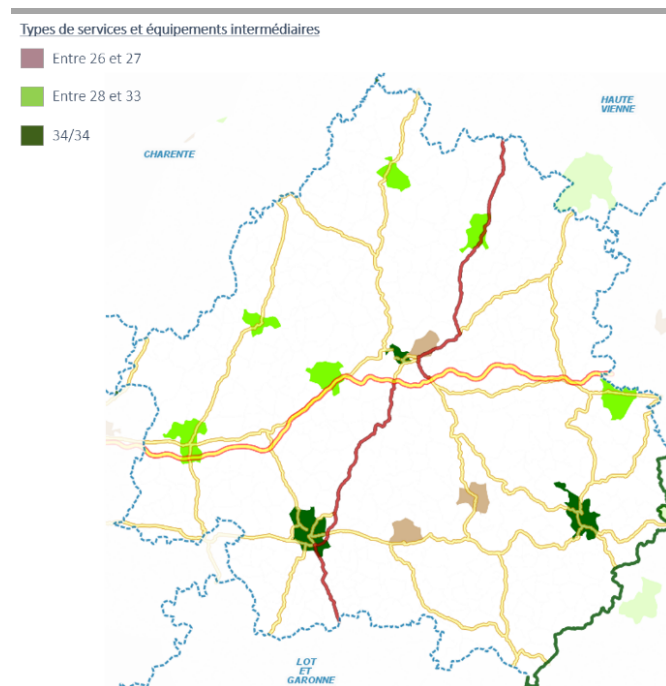 Types de services et équipements intermédiaires
Entre 26 et 27
Entre 28 et 33
34/34
HAUTE
VIENNE
CHARENTE
LOT
ET
GARONNE